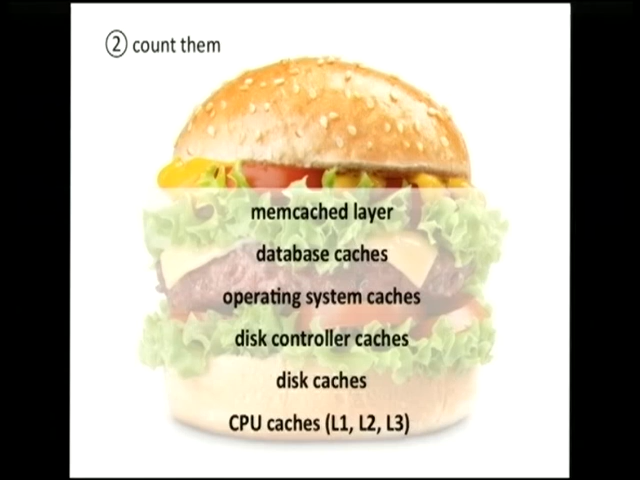 ② count them
memcached layer
database caches
operating system caches
disk controller caches
disk caches
CPU caches (L1, L2, L3)